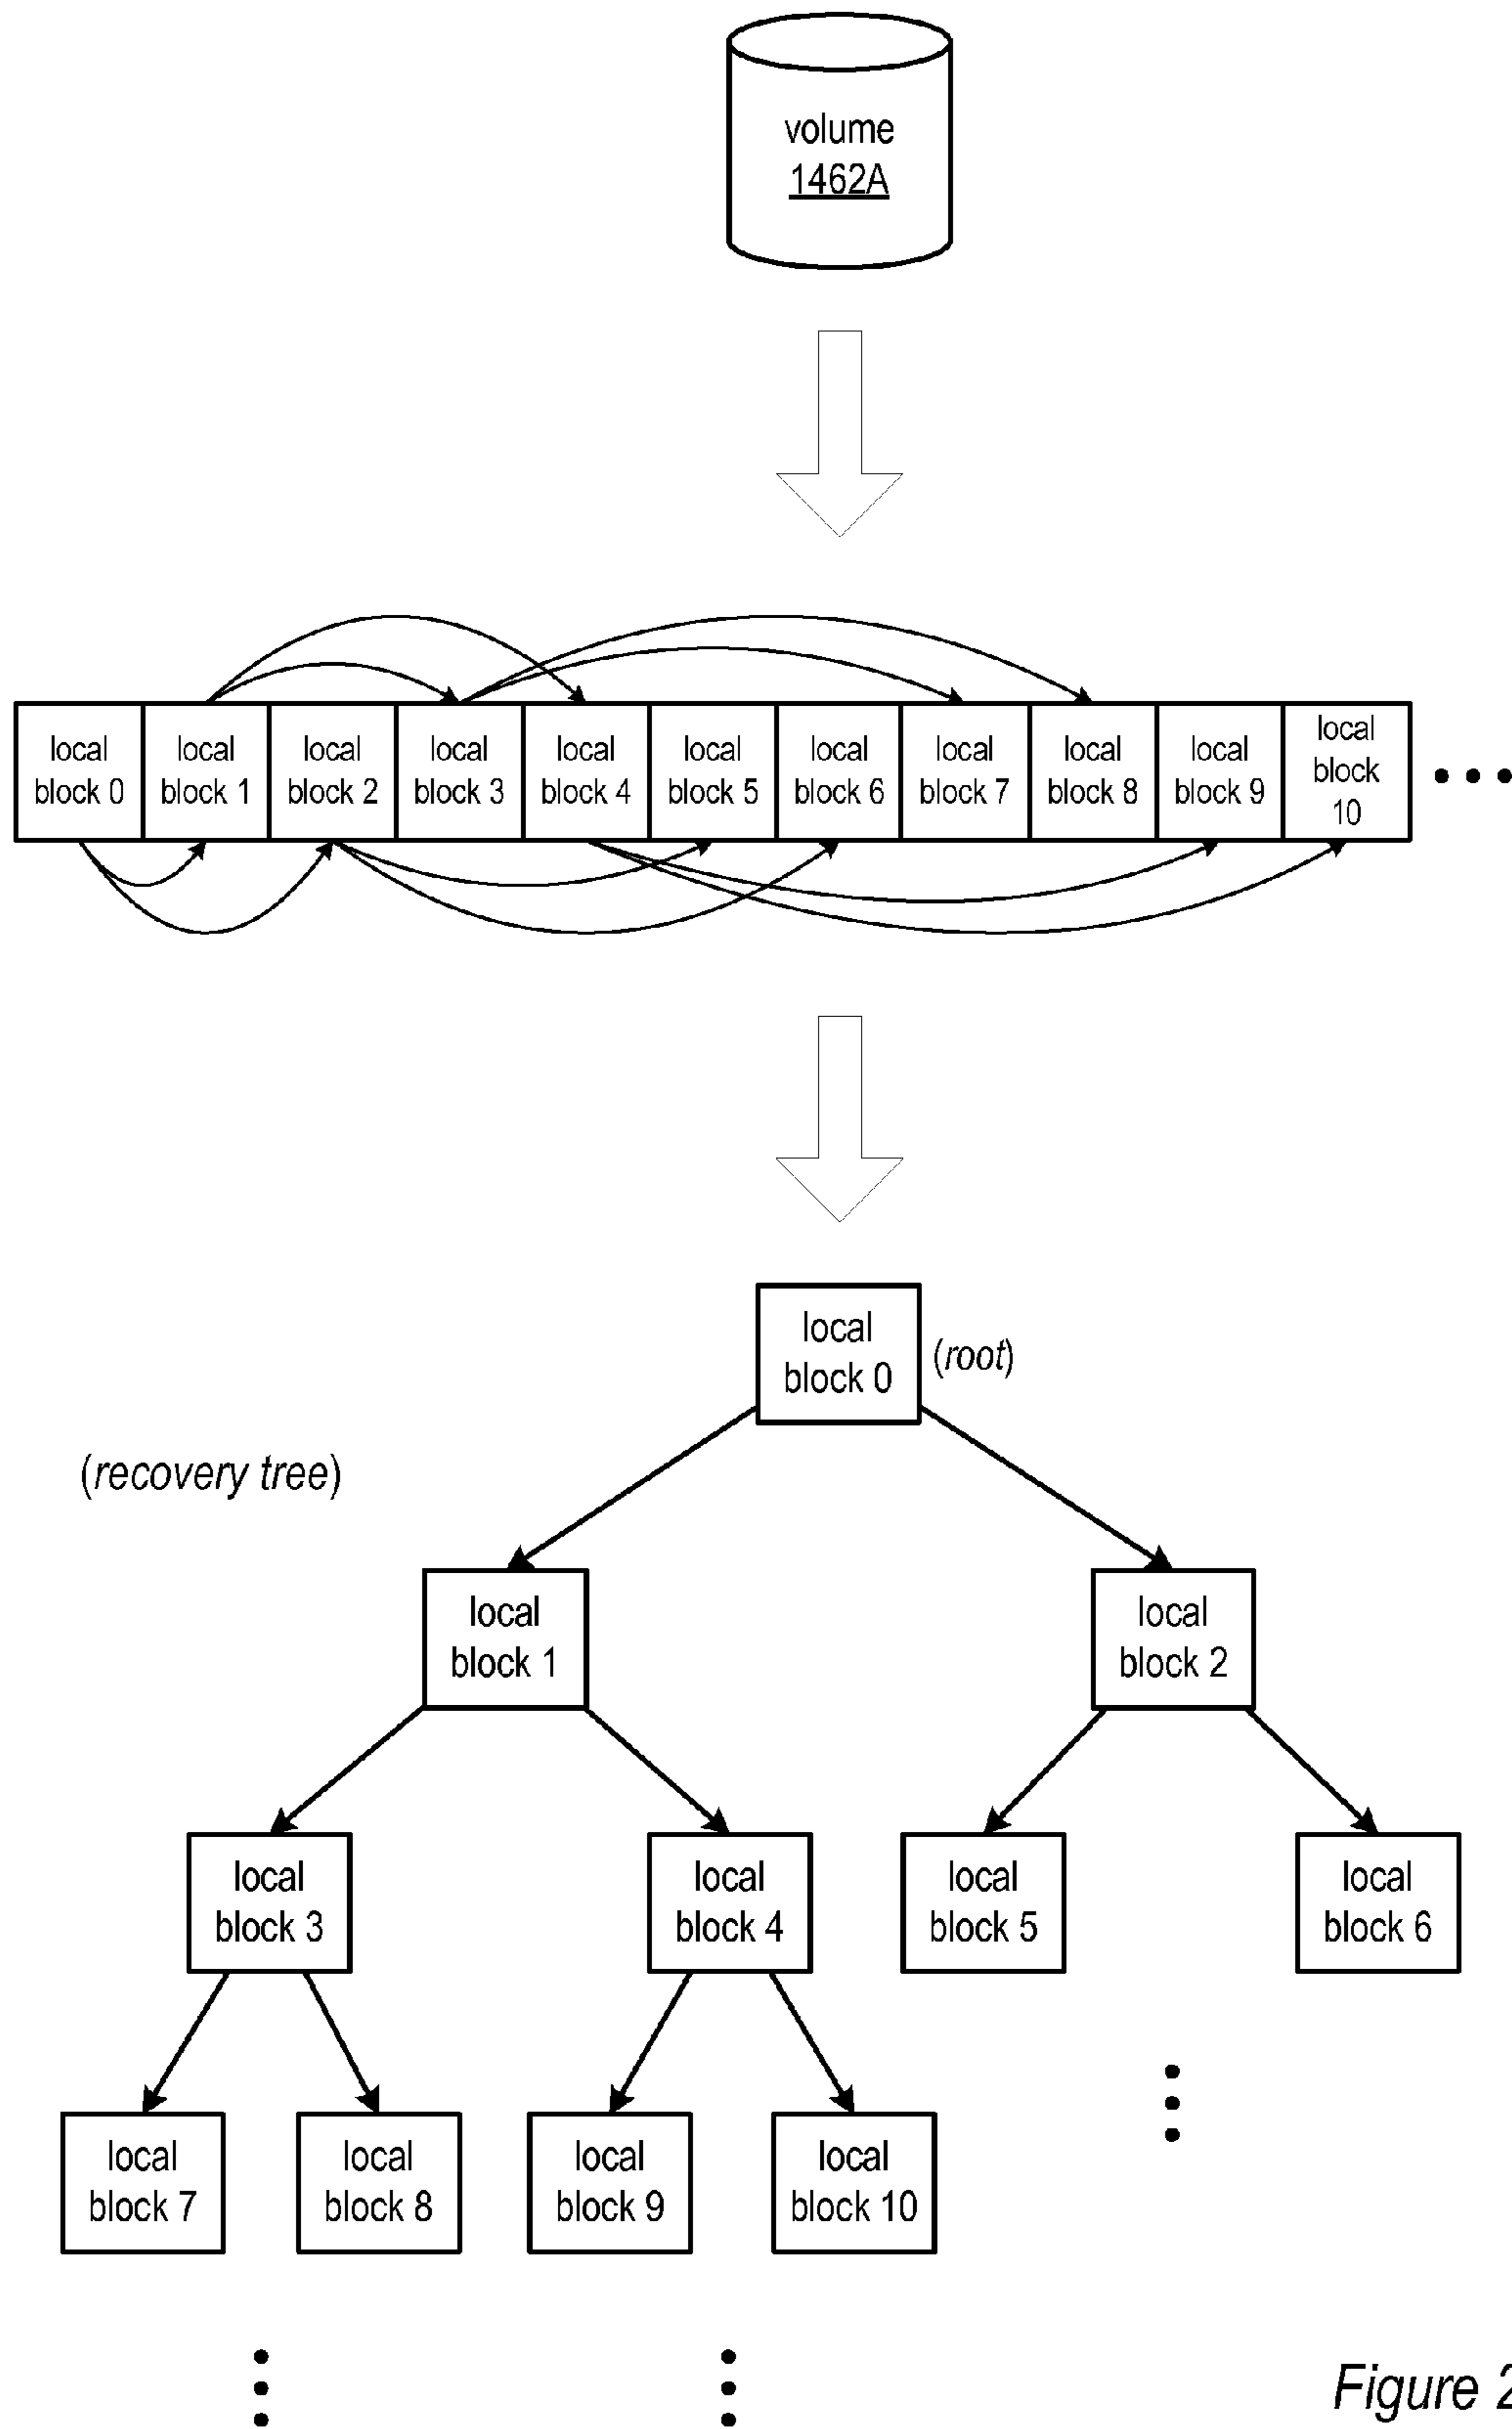 volume
1462A
local
block 0
local
block 1
local
block 2
local
block 3
local
block 4
local
block 5
local
block 6
local
block 7
local
block 8
local
block 9
local
block
10
local
block 0
(root)
(recovery tree)
local
block 1
local
block 2
local
block 3
local
block 4
local
block 5
local
block 6
local
block 7
local
block 8
local
block 9
local
block 10
Figure 2